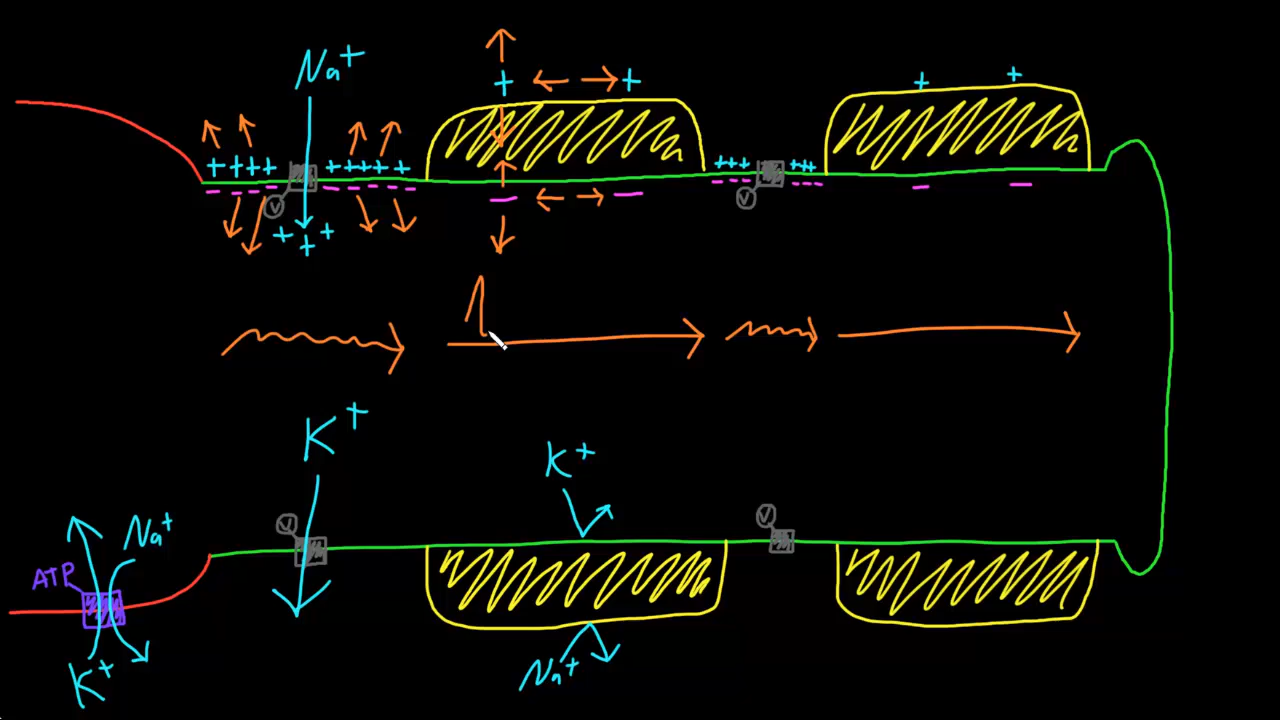 Na+
+ +
+ +
++++ +++++ +++ +++
V V
+ + +
K+
K+
V V
Na+
ATP
K+
Na+